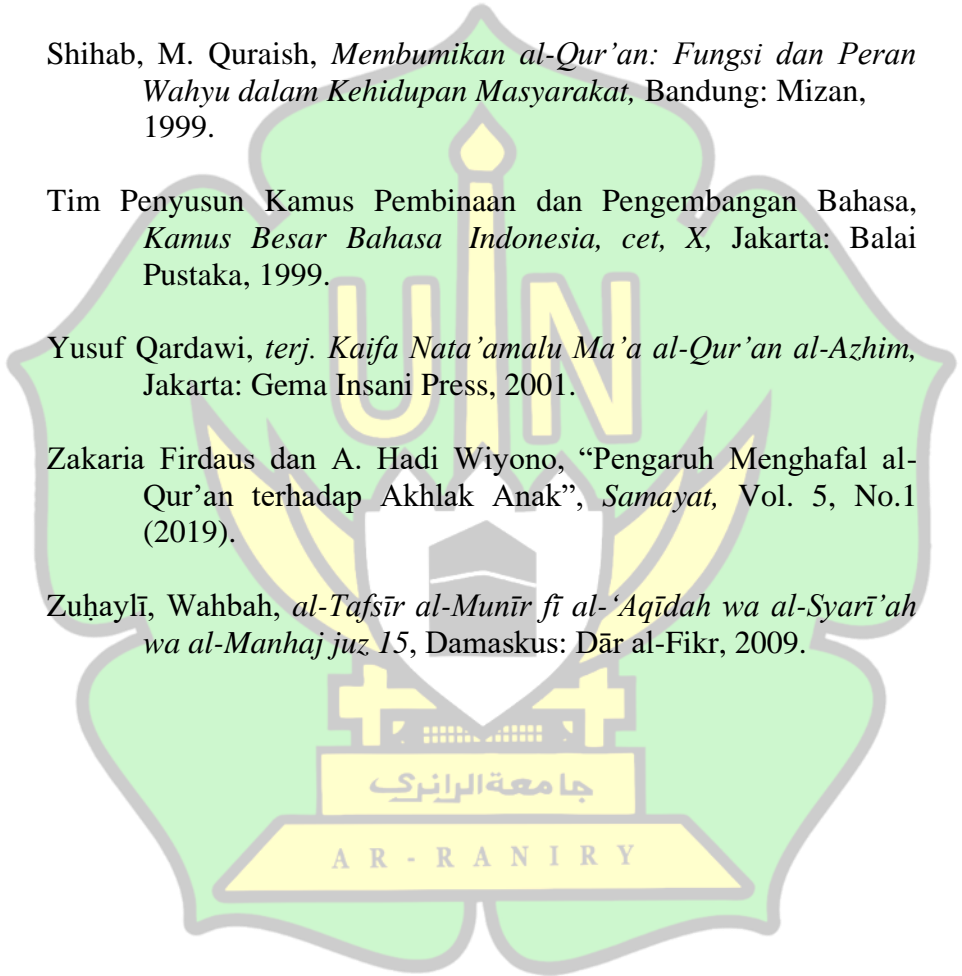 Shihab, M. Quraish, Membumikan al-Qur’an: Fungsi dan Peran
Wahyu dalam Kehidupan Masyarakat, Bandung: Mizan,
1999.
Tim Penyusun Kamus Pembinaan dan Pengembangan Bahasa,
Kamus Besar Bahasa Indonesia, cet, X, Jakarta: Balai
Pustaka, 1999.
Yusuf Qardawi, terj. Kaifa Nata’amalu Ma’a al-Qur’an al-Azhim,
Jakarta: Gema Insani Press, 2001.
Zakaria Firdaus dan A. Hadi Wiyono, “Pengaruh Menghafal al-
Qur’an terhadap Akhlak Anak”, Samayat, Vol. 5, No.1
(2019).
Zuḥaylī, Wahbah, al-Tafsīr al-Munīr fī al-‘Aqīdah wa al-Syarī’ah
wa al-Manhaj juz 15, Damaskus: Dār al-Fikr, 2009.
UIN
جامعة الرانري
AR-RANIRY